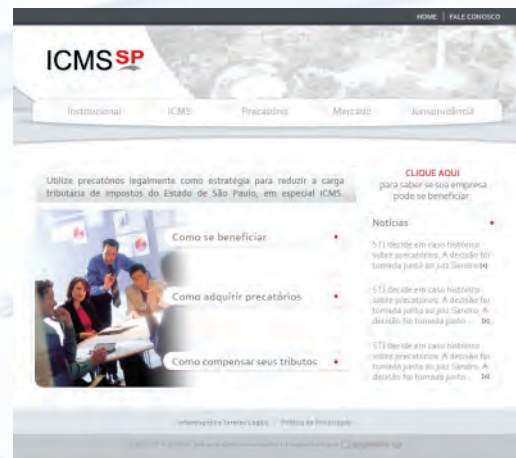 HOME | FALE CONOSCO
ICMS SP
Institucional ICMS Precatório Mercado Jurisprudência
Utilize precatórios legalmente como estratégia para reduzir a carga
tributária de impostos do Estado de São Paulo, em especial ICMS.
CLIQUE AQUI
para saber se sua empresa
pode se beneficiar.
Como se beneficiar
Como adquirir precatórios
Como compensar seus tributos
Notícias
STJ decide em caso histórico
sobre precatórios. A decisão foi
tomada junto ao juiz Sandro [+]
STJ decide em caso histórico
sobre precatórios. A decisão foi
tomada junto ao juiz Sandro. A
decisão foi tomada junto ... [+]
STJ decide em caso histórico
sobre precatórios. A decisão foi
tomada junto ao juiz Sandro. A
decisão foi tomada junto ... [+]
Informações e Termos Legais | Política de Privacidade